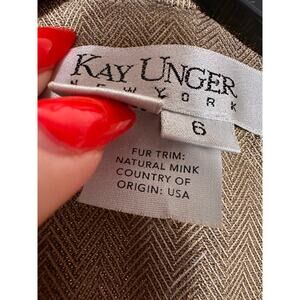 KAY UNGER
NEW YORK
6
FUR TRIM:
NATURAL MINK
COUNTRY OF
ORIGIN: USA